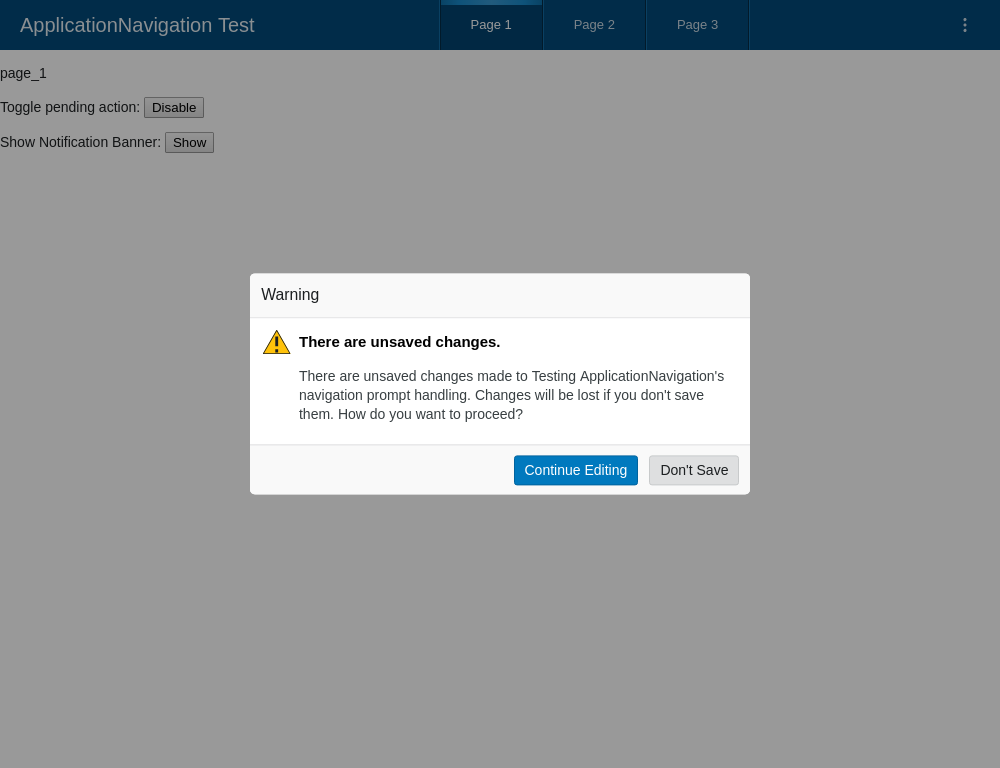 ApplicationNavigation Test
Page 1
Page 2
Page 3
page_1
Toggle pending action: Disable
Show Notification Banner: Show
Warning
There are unsaved changes.
There are unsaved changes made to Testing ApplicationNavigation's
navigation prompt handling. Changes will be lost if you don't save
them. How do you want to proceed?
Continue Editing
Don't Save